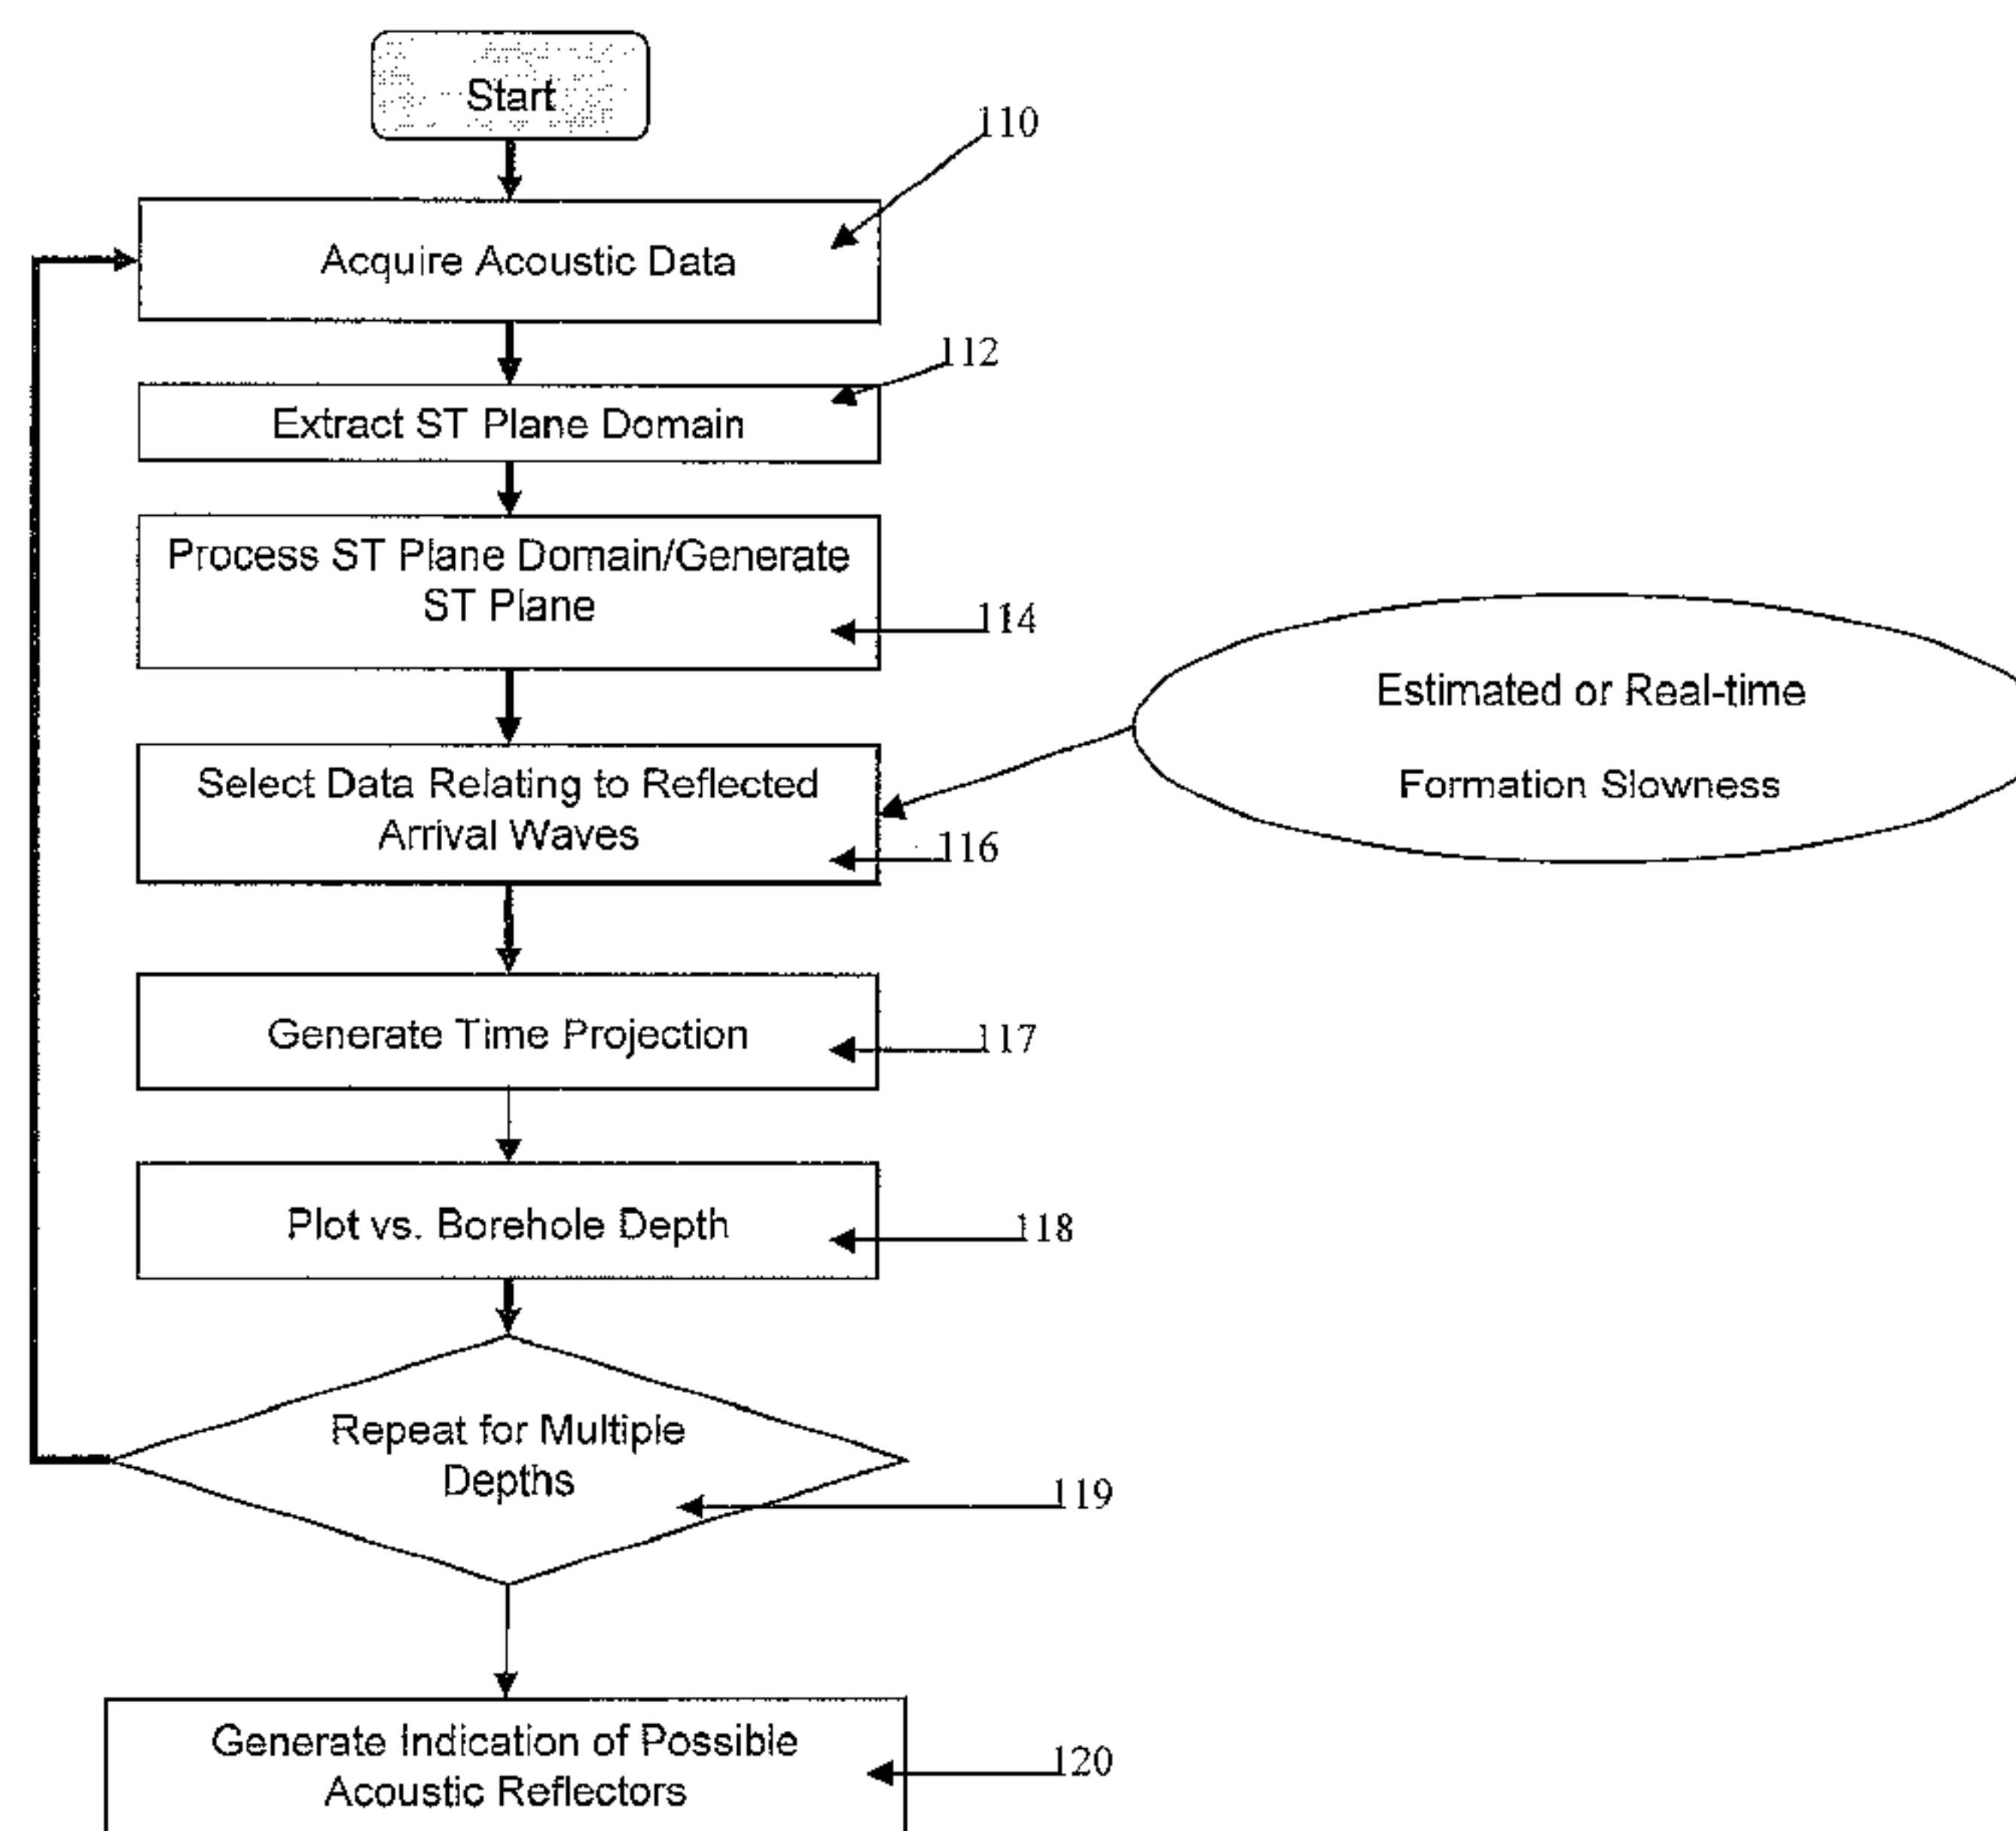 Start
110
Acquire Acoustic Data
112
Extract ST Plane Domain
Process ST Plane Domain/Generate
ST Plane
114
Estimated or Real-time
Formation Slowness
Select Data Relating to Reflected
Arrival Waves
116
Generate Time Projection
117
Plot vs. Borehole Depth
118
Repeat for Multiple
Depths
119
Generate Indication of Possible
Acoustic Reflectors
120